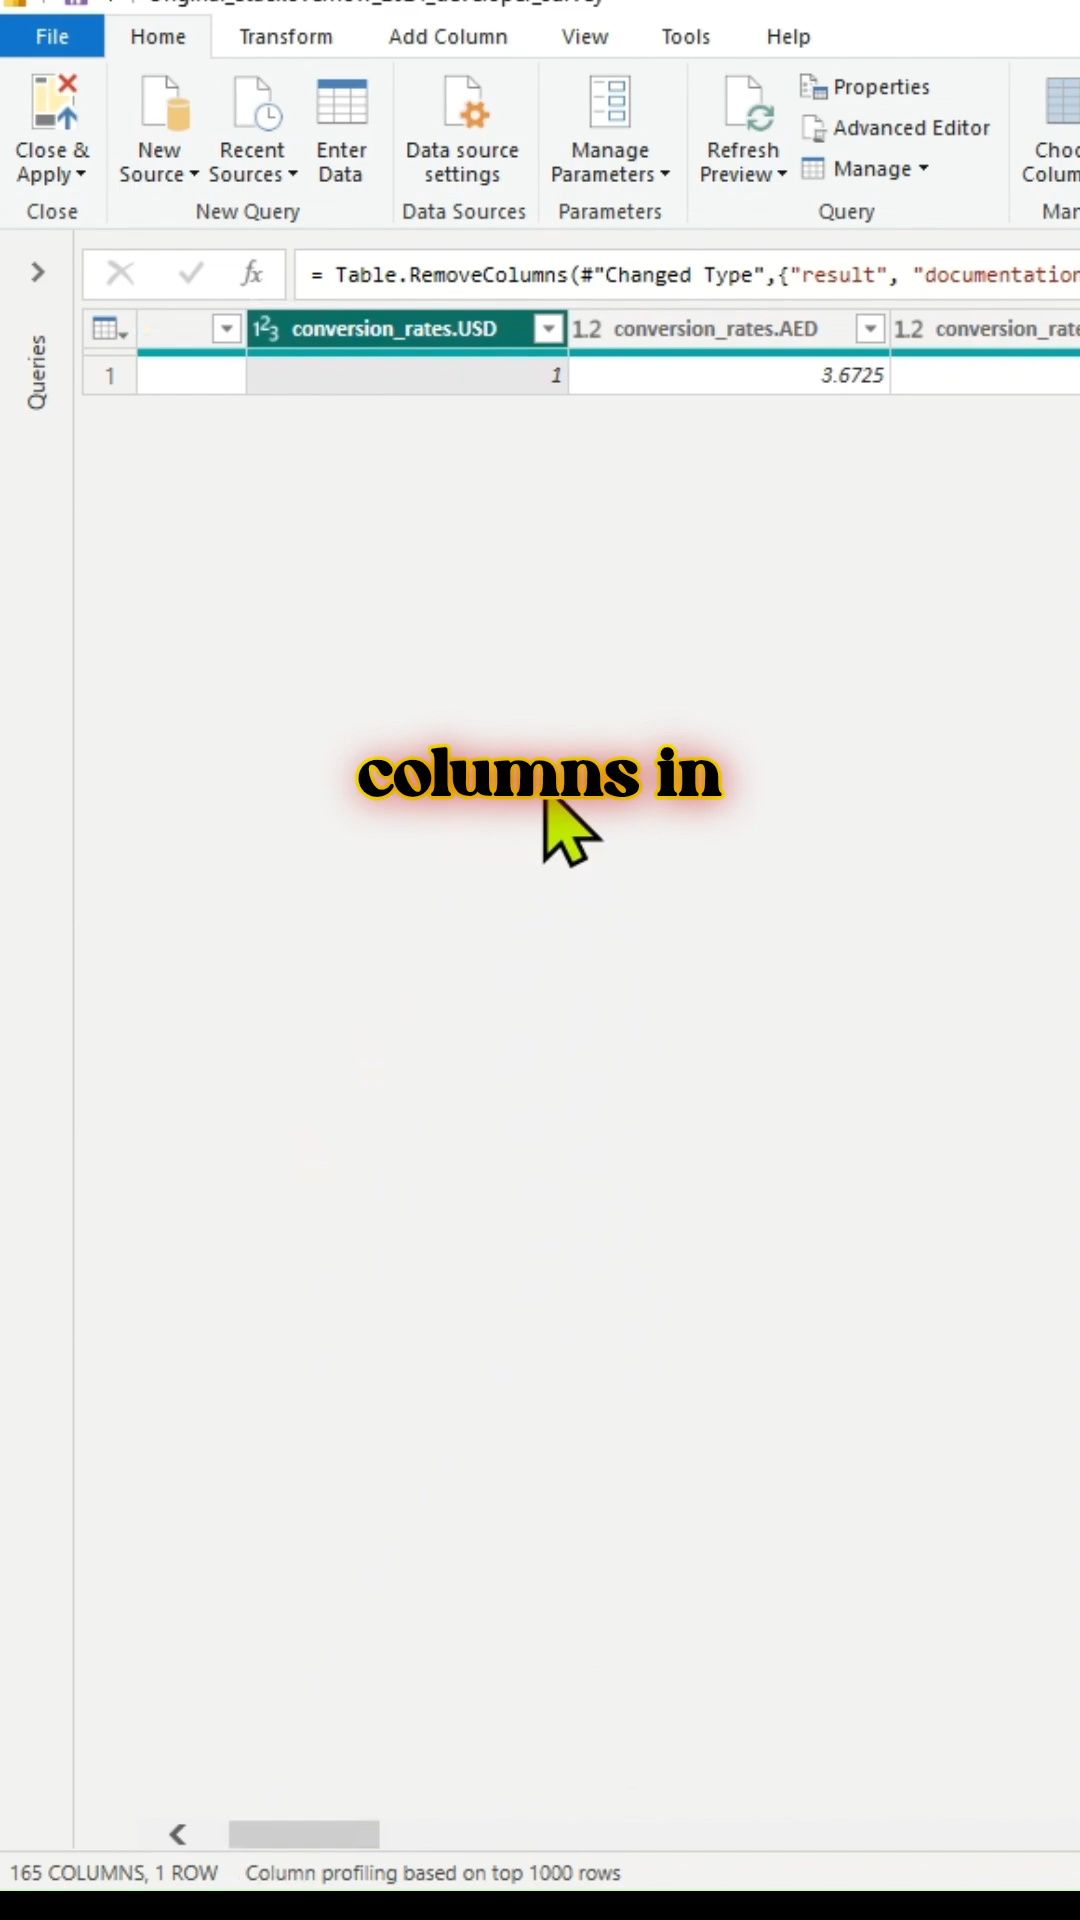 File Home Transform Add Column View Tools Help
Close & Apply
New Source
Recent Sources
Enter Data
Data source settings
Manage Parameters
Refresh Preview
Properties
Advanced Editor
Manage
Close
New Query
Data Sources
Parameters
Query
fx
= Table.RemoveColumns(#"Changed Type",{"result", "documentation
123 conversion_rates.USD
1.2 conversion_rates.AED
1.2
1 1 3.6725
Queries
columns in
165 COLUMNS, 1 ROW Column profiling based on top 1000 rows